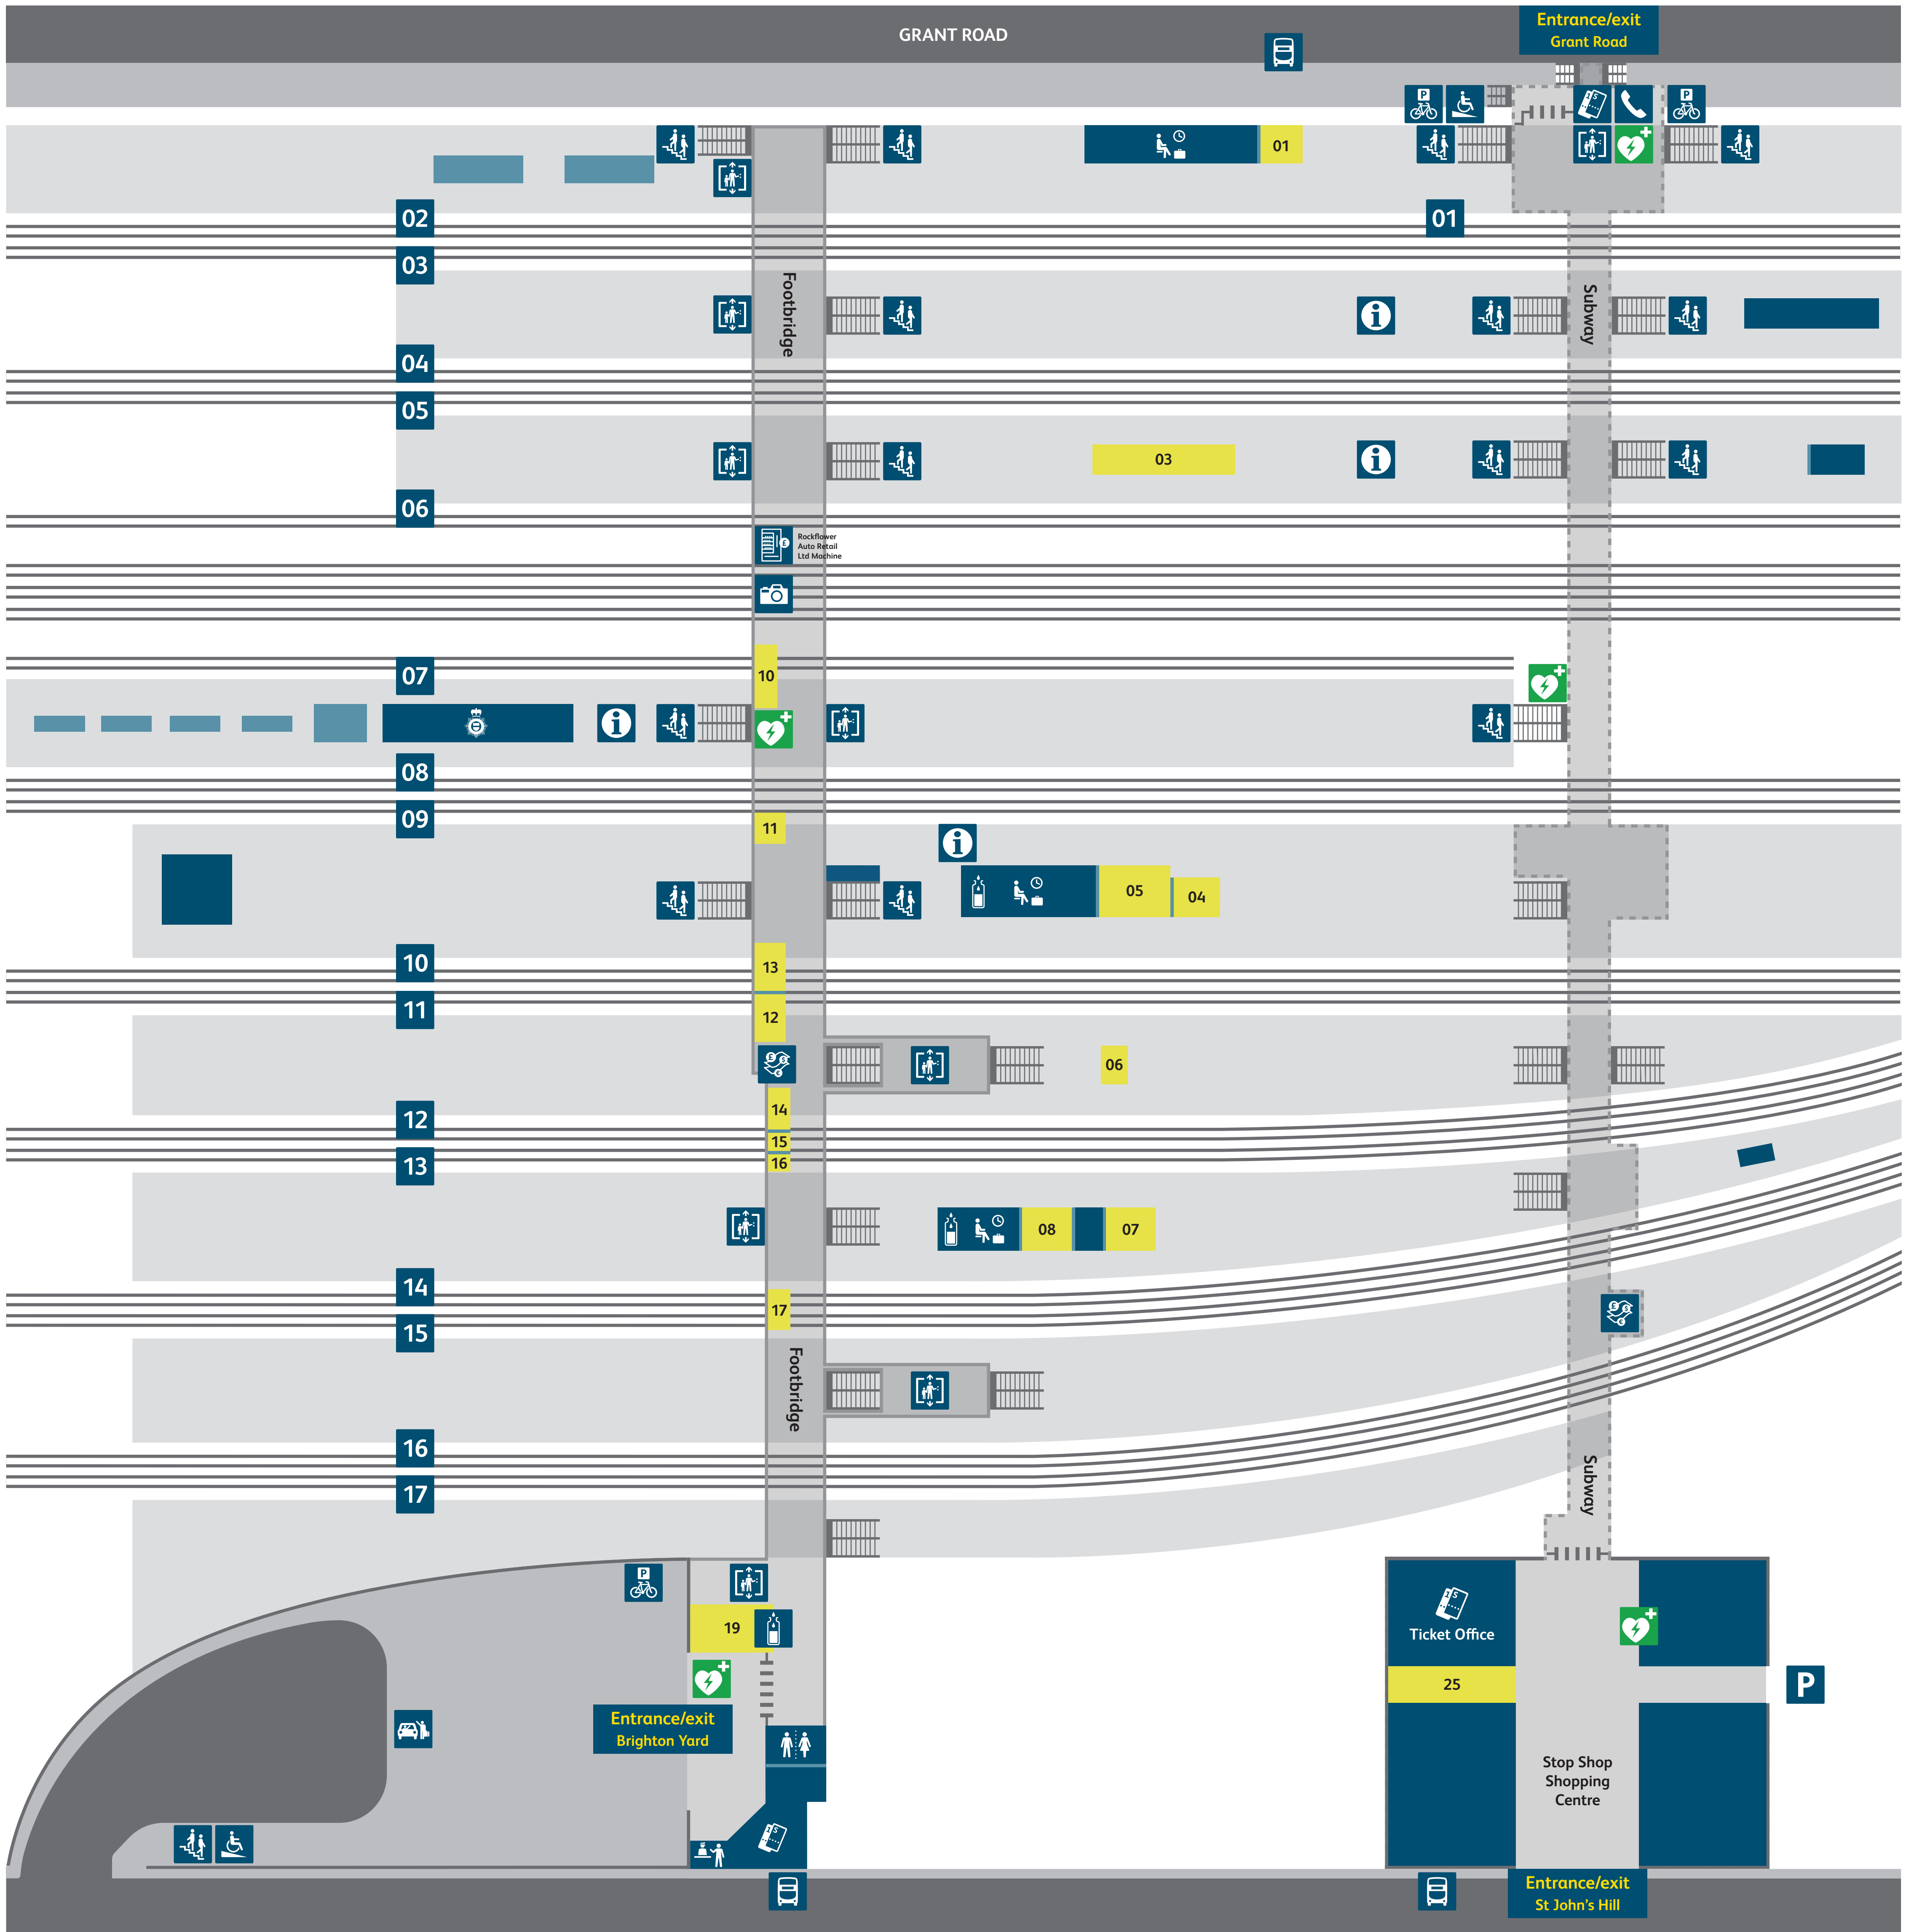 GRANT ROAD
Entrance/exit
Grant Road
P
P
01
02
01
03
Footbridge
Subway
04
05
03
06
Rockflower
Auto Retail
Ltd Machine
07
10
08
09
11
05
04
10
13
11
12
06
12
14
15
13
16
08
07
14
17
15
Footbridge
16
Subway
17
P
19
Ticket Office
25
P
Entrance/exit
Brighton Yard
Stop Shop
Shopping
Centre
Entrance/exit
St John's Hill